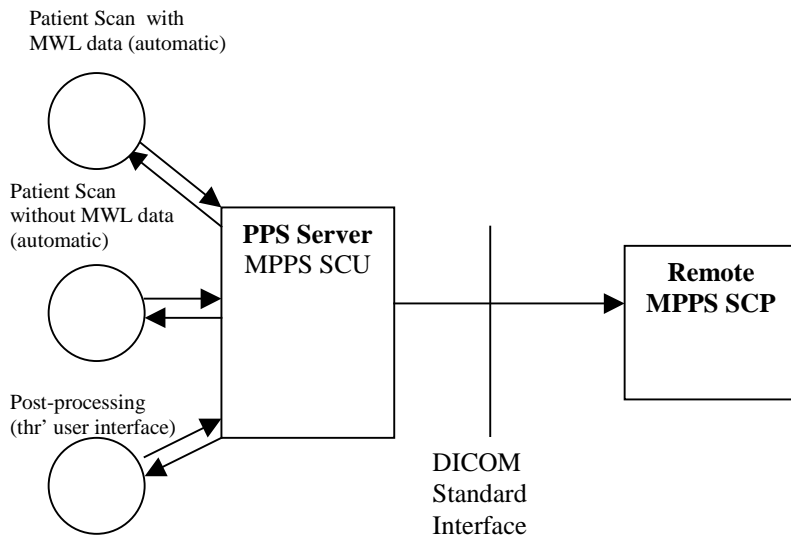 Patient Scan with
MWL data (automatic)
Patient Scan
without MWL data
(automatic)
PPS Server
MPPS SCU
Remote
MPPS SCP
Post-processing
(thr’ user interface)
DICOM
Standard
Interface